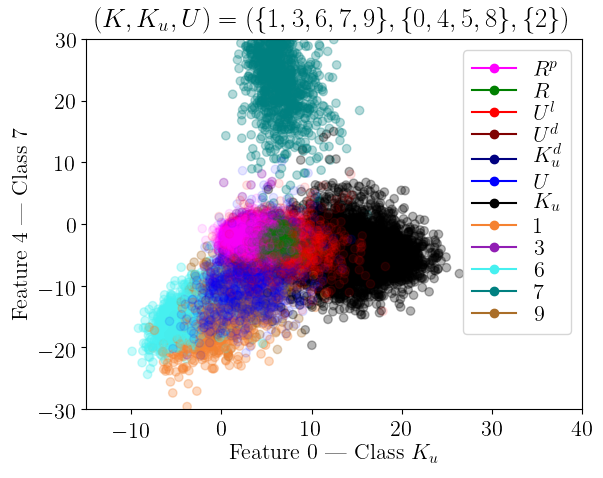 (K, K_u, U) = ({1, 3, 6, 7, 9}, {0, 4, 5, 8}, {2})
30
20
10
0
−10
−20
−30
Feature 4 — Class 7
−10 0 10 20 30 40
Feature 0 — Class K_u
R^p
R
U^l
U^d
K_u^d
U
K_u
1
3
6
7
9